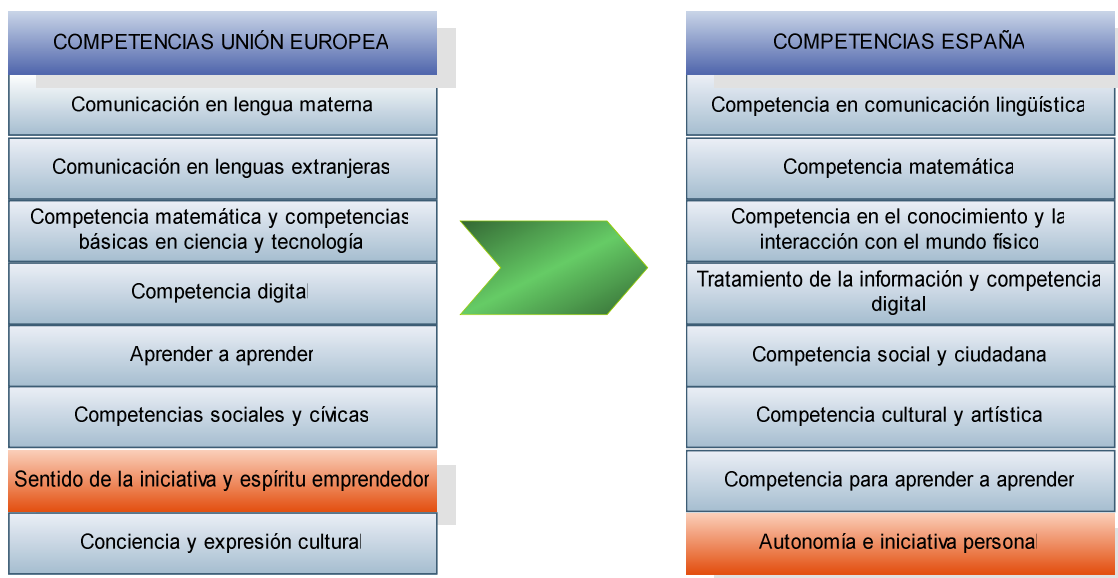 COMPETENCIAS UNIÓN EUROPEA
Comunicación en lengua materna
Comunicación en lenguas extranjeras
Competencia matemática y competencias
básicas en ciencia y tecnología
Competencia digital
Aprender a aprender
Competencias sociales y cívicas
Sentido de la iniciativa y espíritu emprendedor
Conciencia y expresión cultural
COMPETENCIAS ESPAÑA
Competencia en comunicación lingüística
Competencia matemática
Competencia en el conocimiento y la
interacción con el mundo físico
Tratamiento de la información y competencia
digital
Competencia social y ciudadana
Competencia cultural y artística
Competencia para aprender a aprender
Autonomía e iniciativa personal